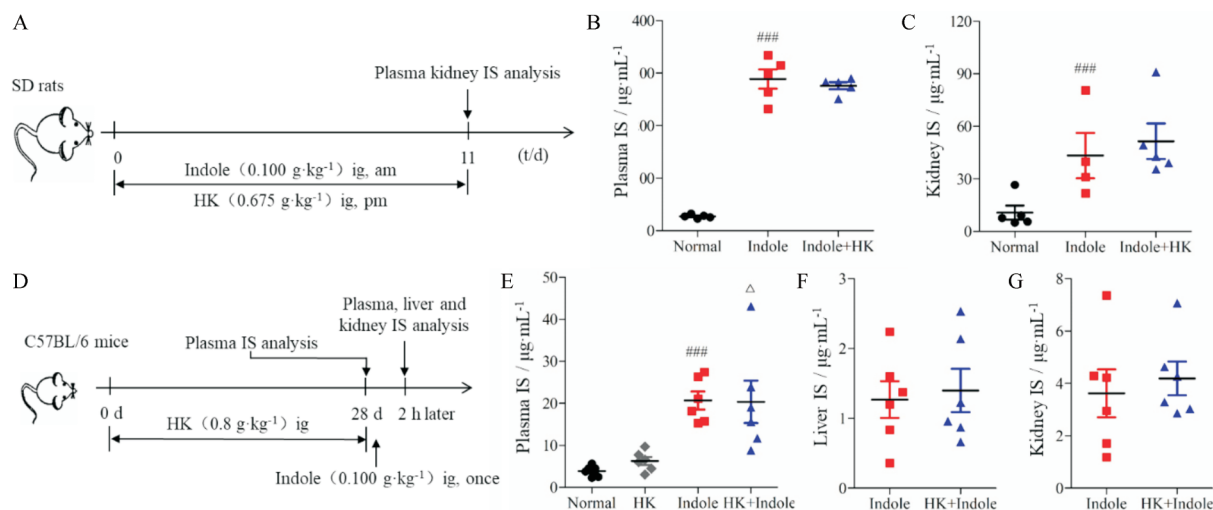 A
SD rats
Plasma kidney IS analysis
0
11
(t/d)
Indole（0.100 g·kg⁻¹）ig, am
HK（0.675 g·kg⁻¹）ig, pm
B
Plasma IS / μg·mL⁻¹
400
00
00
00
0
###
Normal
Indole
Indole+HK
C
Kidney IS / μg·mL⁻¹
120
90
60
30
0
###
Normal
Indole
Indole+HK
D
C57BL/6 mice
Plasma IS analysis
Plasma, liver and
kidney IS analysis
0 d
28 d
2 h later
HK（0.8 g·kg⁻¹）ig
Indole（0.100 g·kg⁻¹）ig, once
E
Plasma IS / μg·mL⁻¹
50
40
30
20
10
0
###
△
Normal
HK
Indole
HK+Indole
F
Liver IS / μg·mL⁻¹
3
2
1
0
Indole
HK+Indole
G
Kidney IS / μg·mL⁻¹
8
6
4
2
0
Indole
HK+Indole